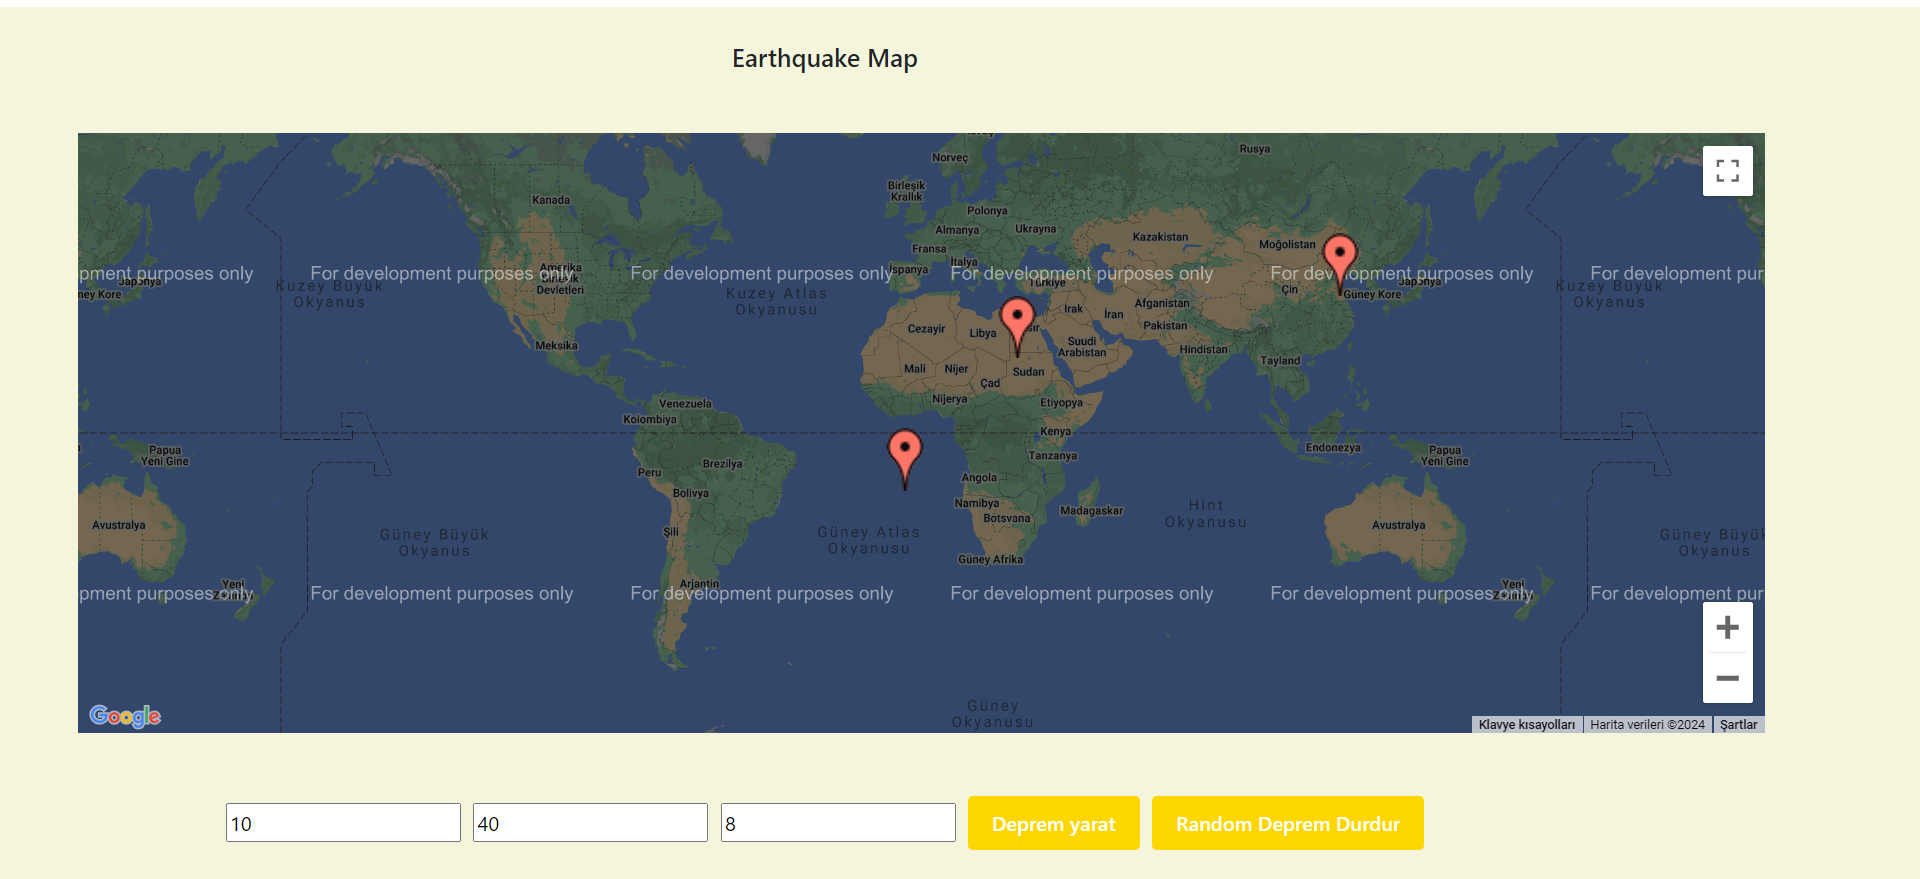 Earthquake Map
Norveç
Rusya
Birleşik
Krallık
Kanada
Polonya
Almanya
Ukrayna
Fransa
Kazakistan
Moğolistan
İtalya
İspanya
pment purposes only
For development purposes only
For development purposes only
For development purposes only
For development purposes only
For development pur
Japonya
ney Kore
Kuzey Büyük
Okyanus
Amerika
Birleşik
Devletleri
Kuzey Atlas
Okyanusu
Türkiye
Çin
Japonya
Güney Kore
Kuzey Büyük
Okyanus
Afganistan
Irak
İran
Cezayir
Libya
sır
Pakistan
Meksika
Suudi
Arabistan
Hindistan
Tayland
Mali
Nijer
Sudan
Çad
Nijerya
Etiyopya
Venezuela
Kolombiya
Kenya
Papua
Yeni Gine
Endonezya
Papua
Yeni Gine
Tanzanya
Brezilya
Peru
Angola
Bolivya
Namibya
Botsvana
Madagaskar
Hint
Okyanusu
Avustralya
Avustralya
Şili
Güney Büyük
Okyanus
Güney Atlas
Okyanusu
Güney Büyük
Okyanus
Güney Afrika
Arjantin
Yeni
Zelanda
Yeni
Zelanda
pment purposes only
For development purposes only
For development purposes only
For development purposes only
For development purposes only
For development pur
Güney
Okyanusu
Google
Klavye kısayolları
Harita verileri ©2024
Şartlar
10
40
8
Deprem yarat
Random Deprem Durdur